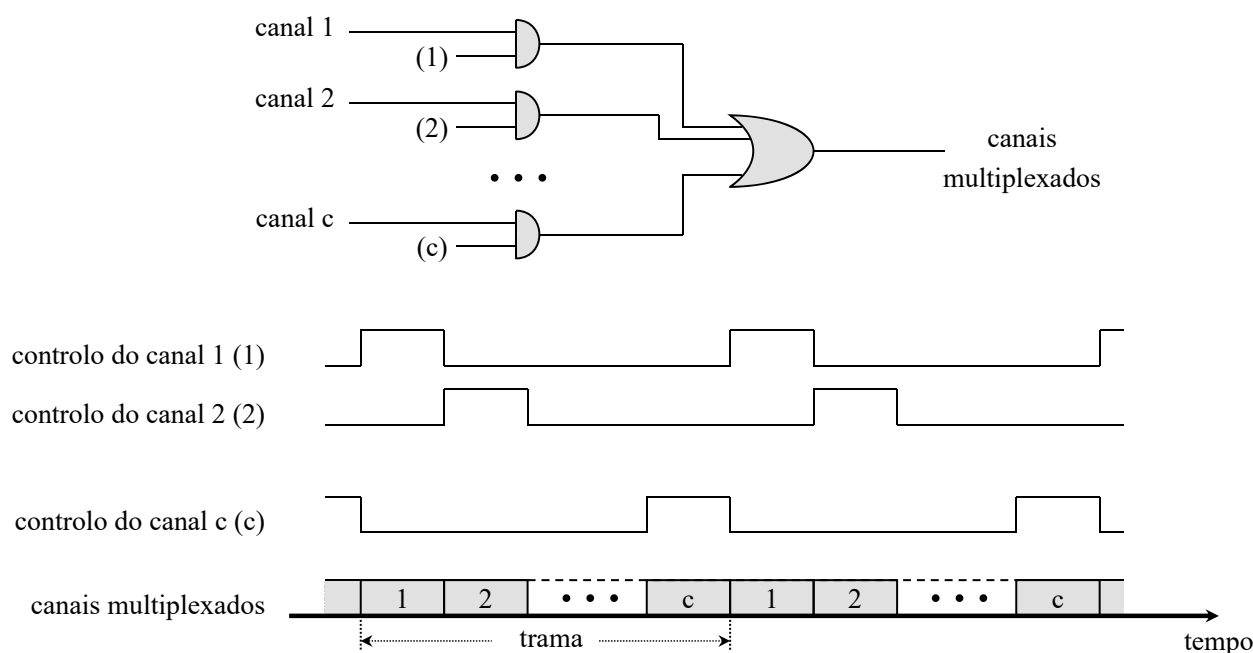 canal 1
(1)
canal 2
(2)
• • •
canal c
(c)
canais
multiplexados
controlo do canal 1 (1)
controlo do canal 2 (2)
controlo do canal c (c)
canais multiplexados
1 2 • • • c 1 2 • • • c
trama
tempo